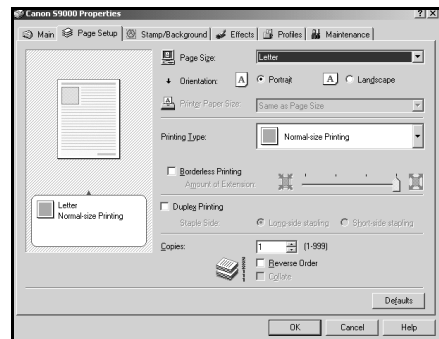 Canon S9000 Properties
Main Page Setup Stamp/Background Effects Profiles Maintenance
Page Size: Letter
Orientation: A Portrait A Landscape
Printer Paper Size: Same as Page Size
Printing Type: Normal-size Printing
Borderless Printing
Amount of Extension:
Letter
Normal-size Printing
Duplex Printing
Staple Side: Long-side stapling Short-side stapling
Copies: 1 (1-999)
Reverse Order
Collate
Defaults
OK Cancel Help